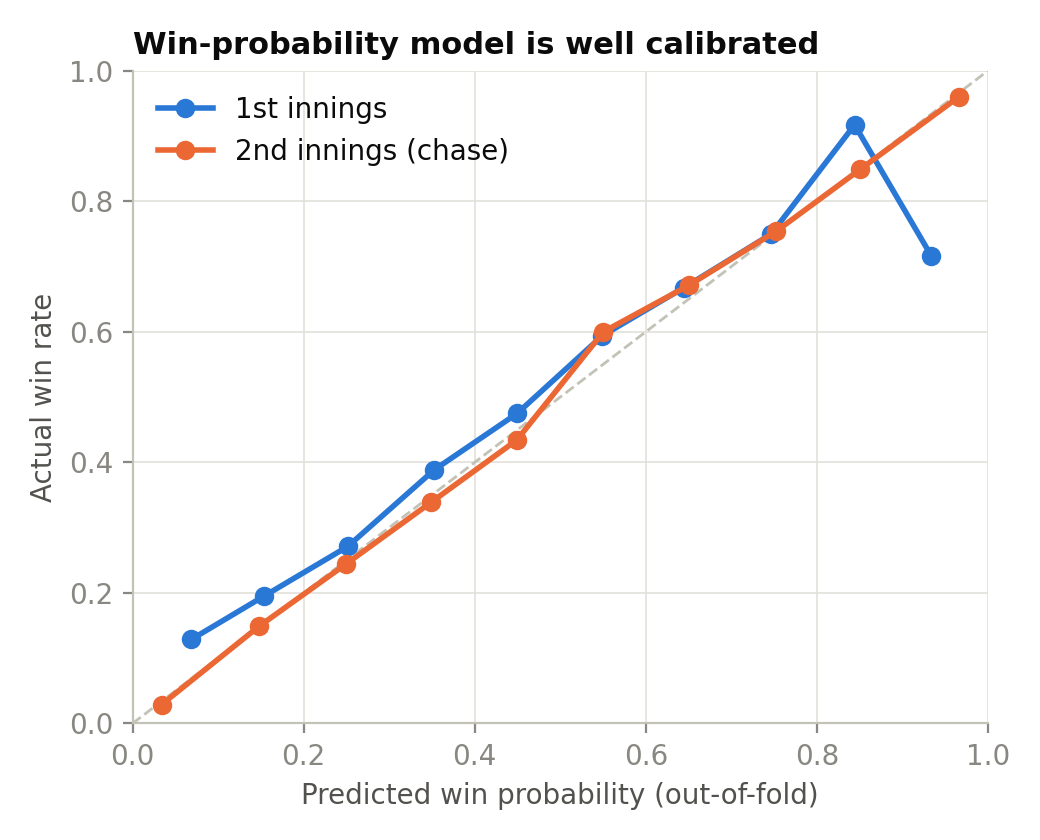 Win-probability model is well calibrated
1st innings
2nd innings (chase)
Actual win rate
1.0
0.8
0.6
0.4
0.2
0.0
0.0 0.2 0.4 0.6 0.8 1.0
Predicted win probability (out-of-fold)